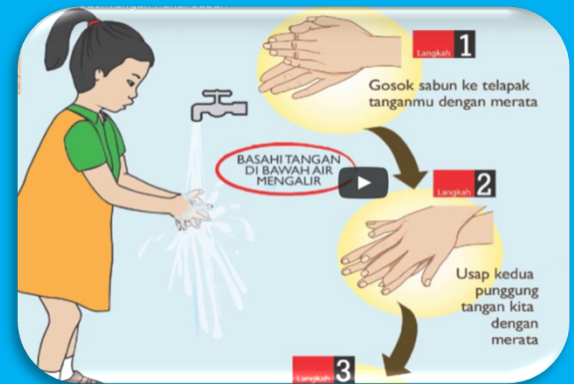 Langkah 1
Gosok sabun ke telapak
tanganmu dengan merata
BASAHI TANGAN
DI BAWAH AIR
MENGALIR
Langkah 2
Usap kedua
punggung
tangan kita
dengan
merata
Langkah 3